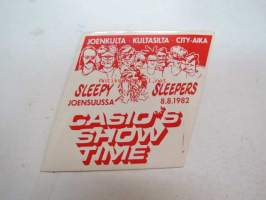 JOENKULTA · KULTASILTA · CITY-AIKA
SLEEPY SLEEPERS
JOENSUUSSA 8.8.1982
CASIO'S
SHOW
TIME